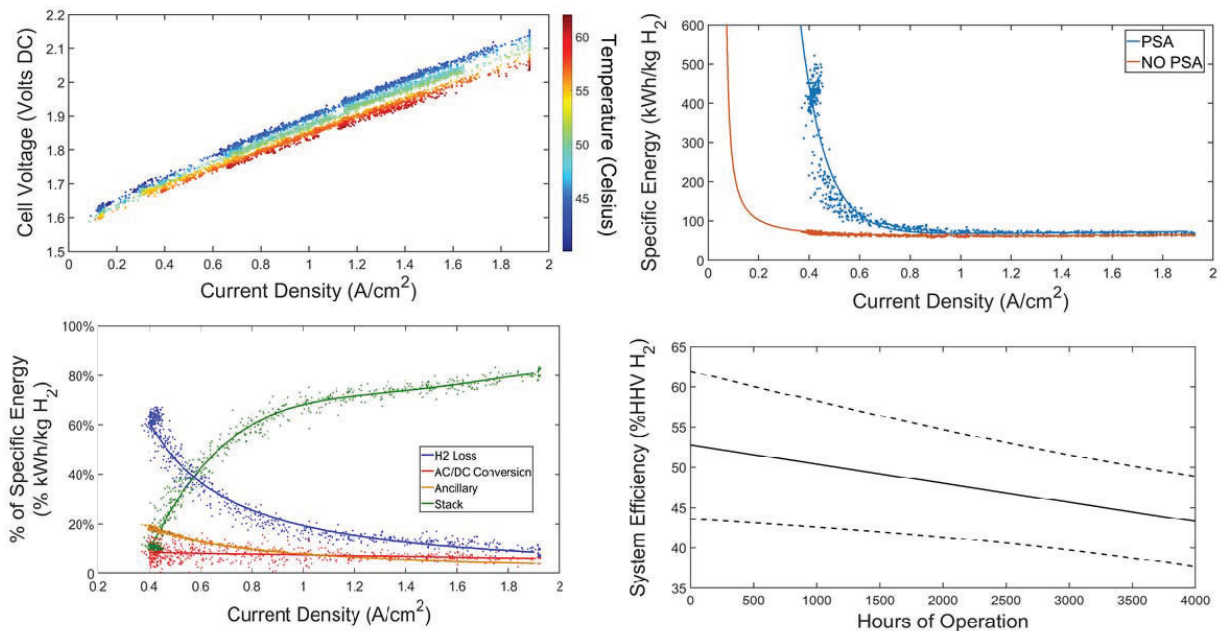 2.2
2.1
2
1.9
1.8
1.7
1.6
1.5
Cell Voltage (Volts DC)
0 0.2 0.4 0.6 0.8 1 1.2 1.4 1.6 1.8 2
Current Density (A/cm²)
60
55
50
45
Temperature (Celsius)
600
500
400
300
200
100
0
Specific Energy (kWh/kg H₂)
PSA
NO PSA
0 0.2 0.4 0.6 0.8 1 1.2 1.4 1.6 1.8 2
Current Density (A/cm²)
100%
80%
60%
40%
20%
0
% of Specific Energy
(% kWh/kg H₂)
H2 Loss
AC/DC Conversion
Ancillary
Stack
0.2 0.4 0.6 0.8 1 1.2 1.4 1.6 1.8 2
Current Density (A/cm²)
65
60
55
50
45
40
35
System Efficiency (%HHV H₂)
0 500 1000 1500 2000 2500 3000 3500 4000
Hours of Operation